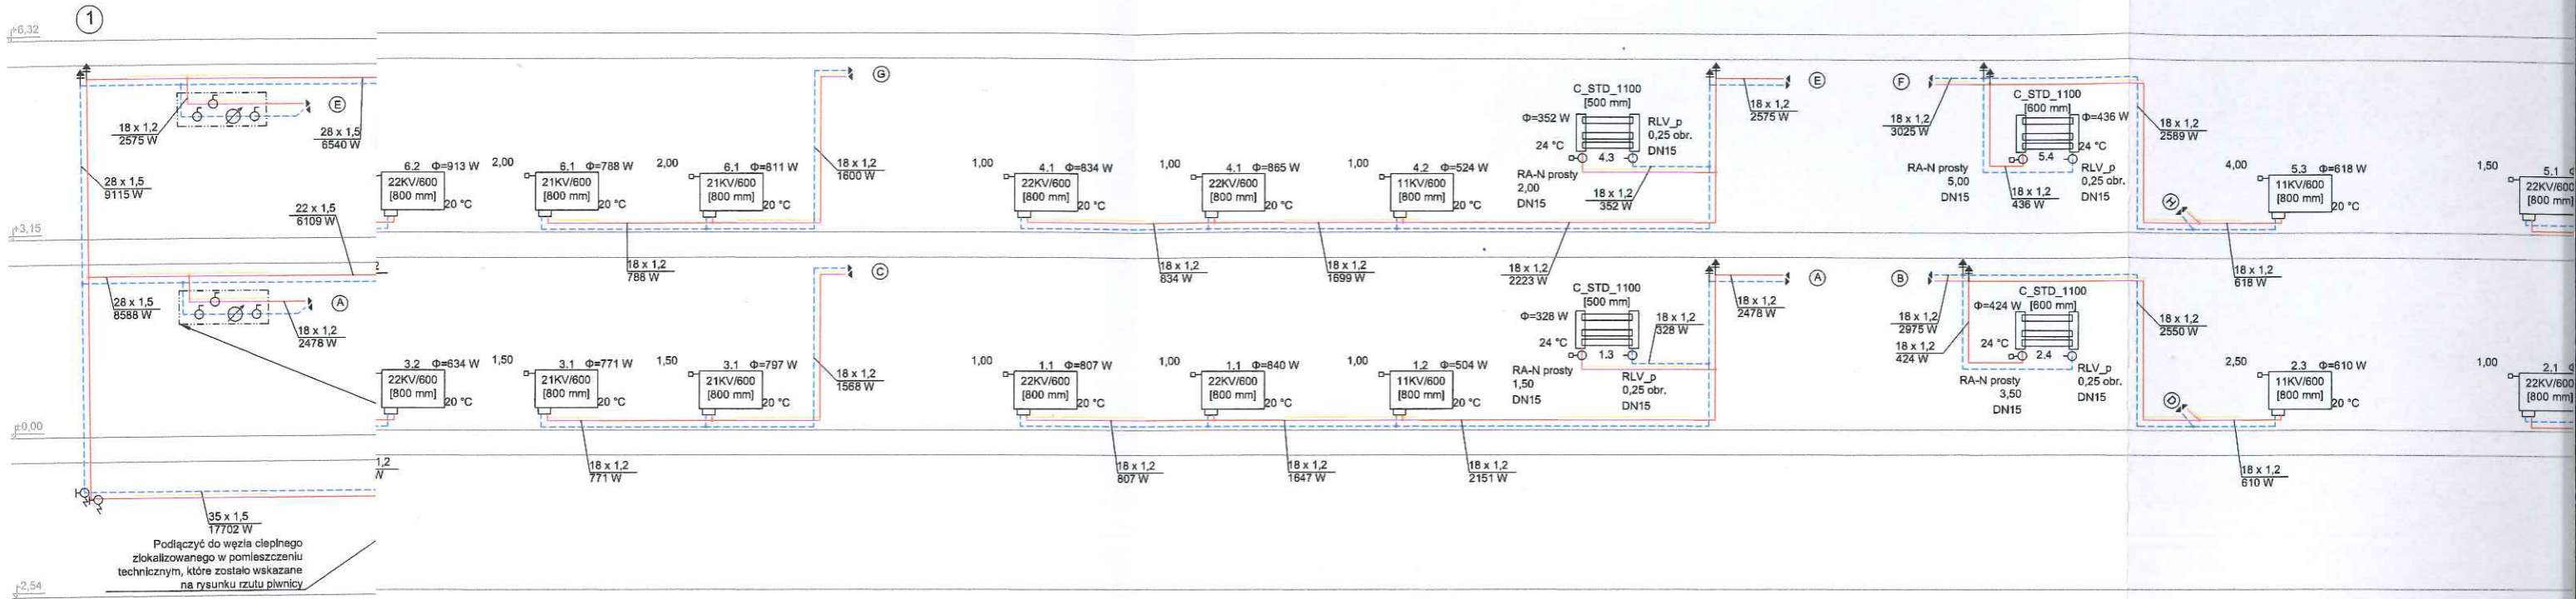 1
+6,32
18 x 1,2
2575 W
E
28 x 1,5
6540 W
28 x 1,5
9115 W
22 x 1,5
6109 W
+3,15
28 x 1,5
8588 W
A
18 x 1,2
2478 W
±0,00
35 x 1,5
17702 W
Podłączyć do węzła cieplnego
zlokalizowanego w pomieszczeniu
technicznym, które zostało wskazane
na rysunku rzutu piwnicy
-2,54
6.2 Φ=913 W
22KV/600
[800 mm]
20 °C
2,00
6.1 Φ=788 W
21KV/600
[800 mm]
20 °C
2,00
6.1 Φ=811 W
21KV/600
[800 mm]
20 °C
G
18 x 1,2
1600 W
18 x 1,2
788 W
1,00
4.1 Φ=834 W
22KV/600
[800 mm]
20 °C
1,00
4.1 Φ=865 W
22KV/600
[800 mm]
20 °C
1,00
4.2 Φ=524 W
11KV/600
[800 mm]
20 °C
18 x 1,2
834 W
18 x 1,2
1699 W
18 x 1,2
2223 W
C_STD_1100
[500 mm]
Φ=352 W
24 °C
4.3
RLV_p
0,25 obr.
DN15
RA-N prosty
2,00
DN15
18 x 1,2
352 W
18 x 1,2
2575 W
E
F
18 x 1,2
3025 W
C_STD_1100
[600 mm]
Φ=436 W
24 °C
5.4
RA-N prosty
5,00
DN15
18 x 1,2
436 W
RLV_p
0,25 obr.
DN15
18 x 1,2
2589 W
H
4,00
5.3 Φ=618 W
11KV/600
[800 mm]
20 °C
18 x 1,2
618 W
1,50
5.1
22KV/600
[800 mm]
3.2 Φ=634 W
22KV/600
[800 mm]
20 °C
1,50
3.1 Φ=771 W
21KV/600
[800 mm]
20 °C
1,50
3.1 Φ=797 W
21KV/600
[800 mm]
20 °C
C
18 x 1,2
1568 W
1,2
W
18 x 1,2
771 W
1,00
1.1 Φ=807 W
22KV/600
[800 mm]
20 °C
1,00
1.1 Φ=840 W
22KV/600
[800 mm]
20 °C
1,00
1.2 Φ=504 W
11KV/600
[800 mm]
20 °C
18 x 1,2
807 W
18 x 1,2
1647 W
18 x 1,2
2151 W
C_STD_1100
[500 mm]
Φ=328 W
24 °C
1.3
RA-N prosty
1,50
DN15
RLV_p
0,25 obr.
DN15
18 x 1,2
328 W
18 x 1,2
2478 W
A
B
18 x 1,2
2975 W
18 x 1,2
424 W
C_STD_1100
[600 mm]
Φ=424 W
24 °C
2.4
RA-N prosty
3,50
DN15
RLV_p
0,25 obr.
DN15
18 x 1,2
2550 W
D
2,50
2.3 Φ=610 W
11KV/600
[800 mm]
20 °C
18 x 1,2
610 W
1,00
2.1
22KV/600
[800 mm]